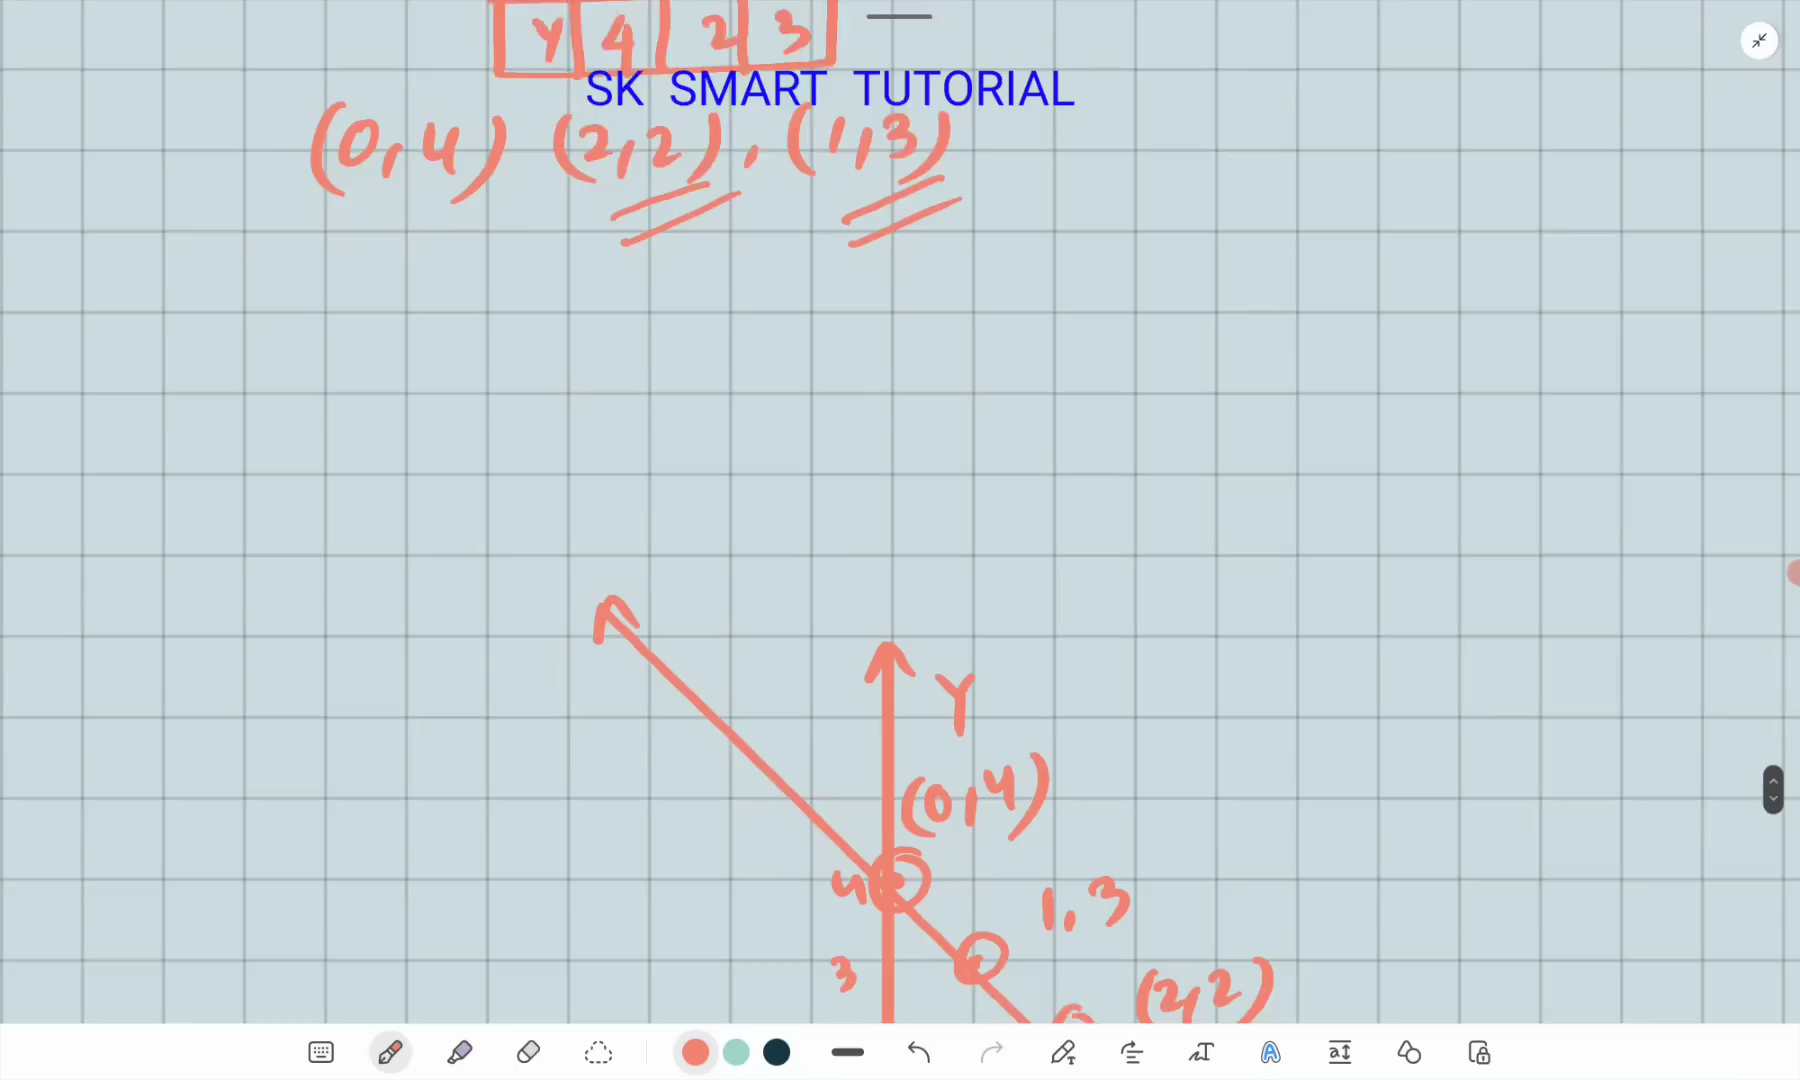 Y 4 2 3
SK SMART TUTORIAL
(0,4) (2,2), (1,3)
Y
(0,4)
4
1,3
3
(2,2)